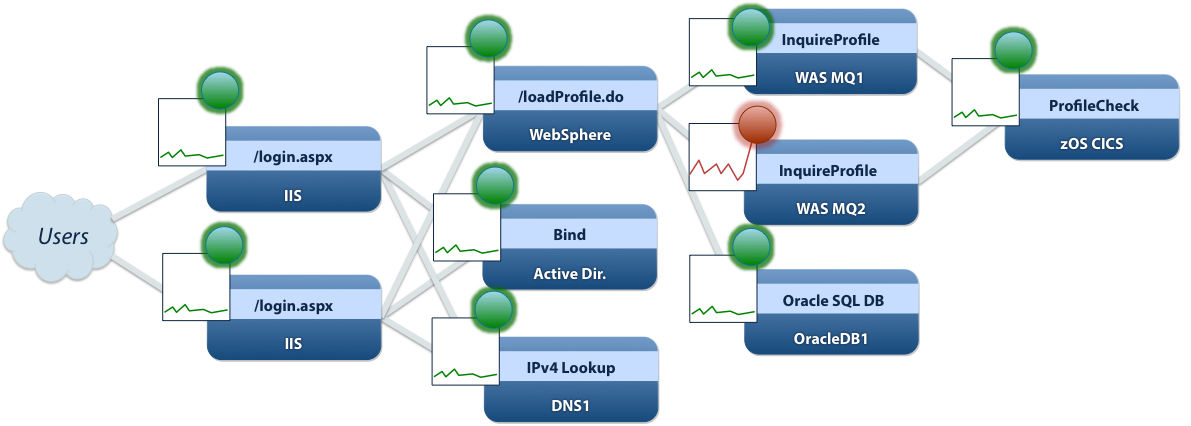 Users
/login.aspx
IIS
/login.aspx
IIS
/loadProfile.do
WebSphere
Bind
Active Dir.
IPv4 Lookup
DNS1
InquireProfile
WAS MQ1
InquireProfile
WAS MQ2
Oracle SQL DB
OracleDB1
ProfileCheck
zOS CICS